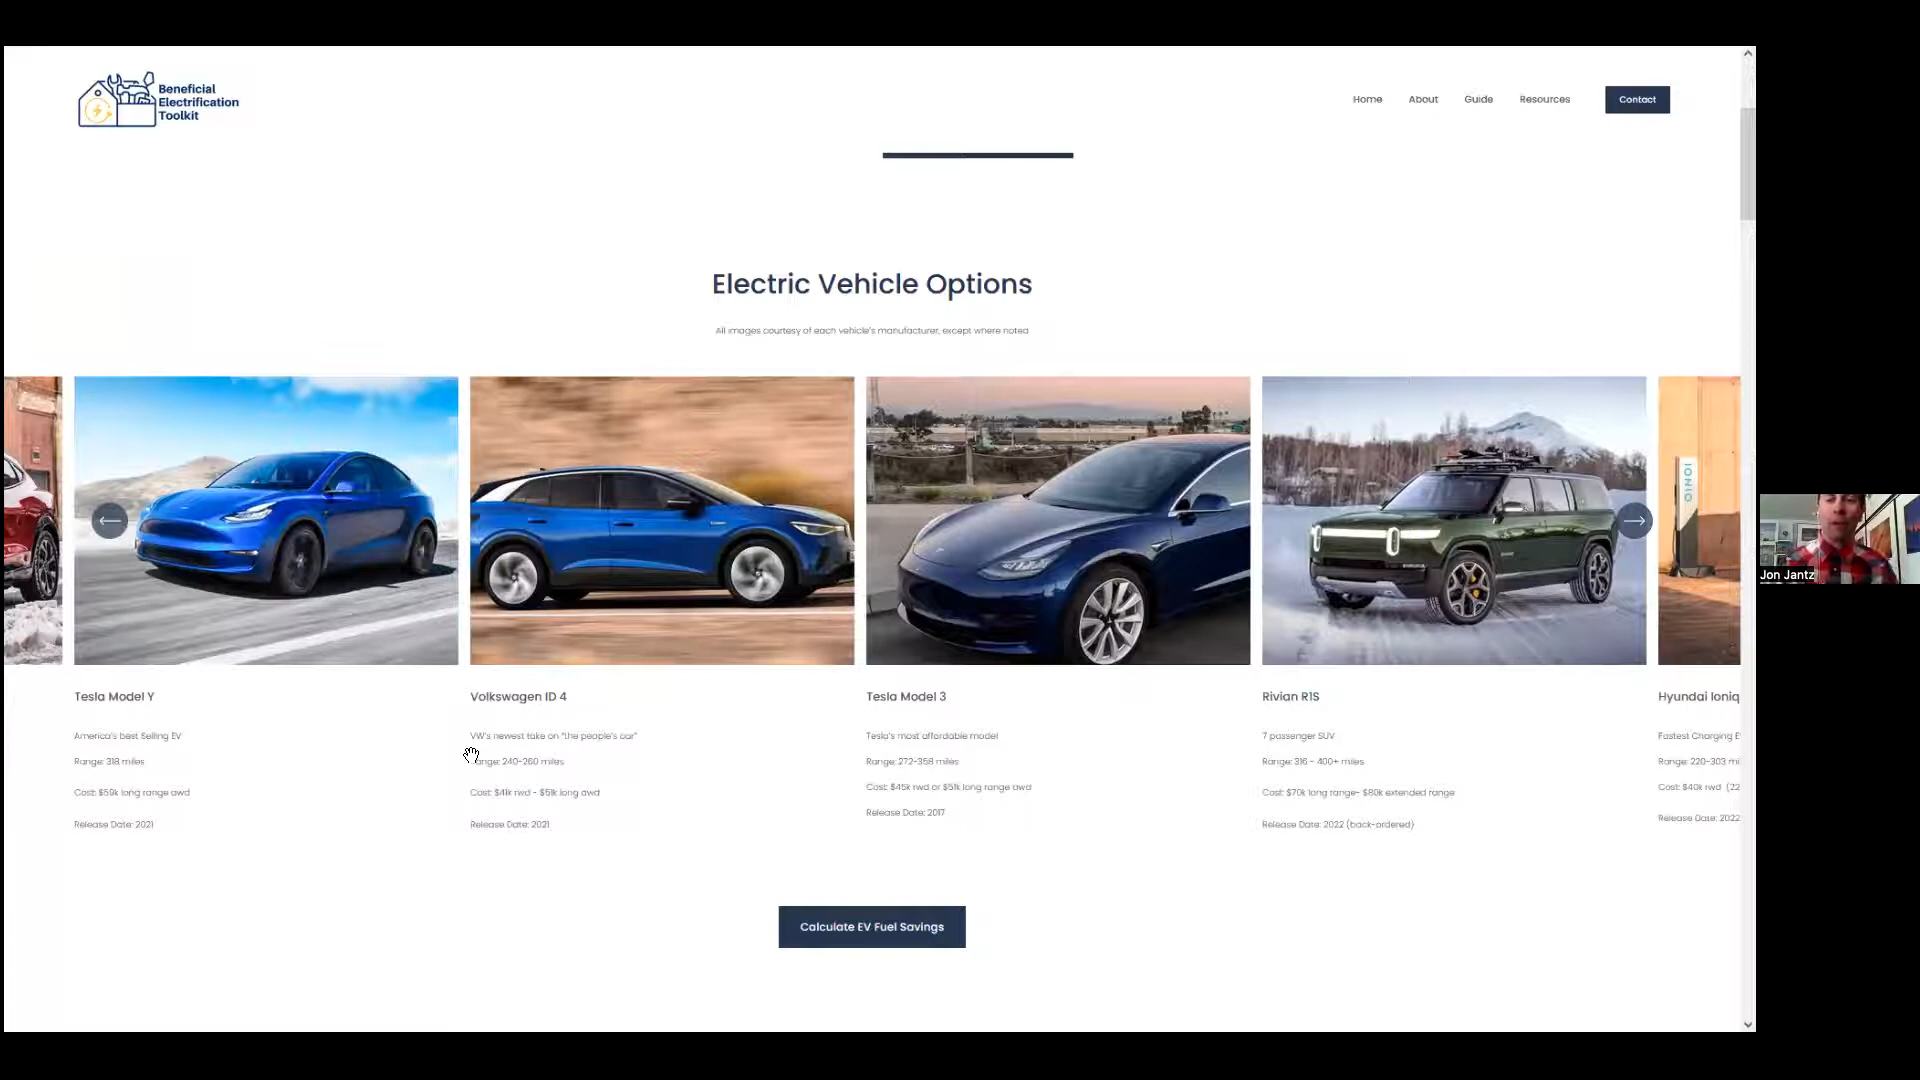 Beneficial
Electrification
Toolkit
Home
About
Guide
Resources
Contact
Electric Vehicle Options
All images courtesy of each vehicle's manufacturer, except where noted
IONIQ
Tesla Model Y
America's best Selling EV
Range: 318 miles
Cost: $59k long range awd
Release Date: 2021
Volkswagen ID 4
VW's newest take on "the people's car"
Range: 240-260 miles
Cost: $41k rwd - $51k long awd
Release Date: 2021
Tesla Model 3
Tesla's most affordable model
Range: 272-358 miles
Cost: $45k rwd or $51k long range awd
Release Date: 2017
Rivian R1S
7 passenger SUV
Range: 316 - 400+ miles
Cost: $70k long range- $80k extended range
Release Date: 2022 (back-ordered)
Hyundai Ioniq
Fastest Charging E
Range: 220-303 mi
Cost: $40k rwd (22
Release Date: 2022
Calculate EV Fuel Savings
Jon Jantz